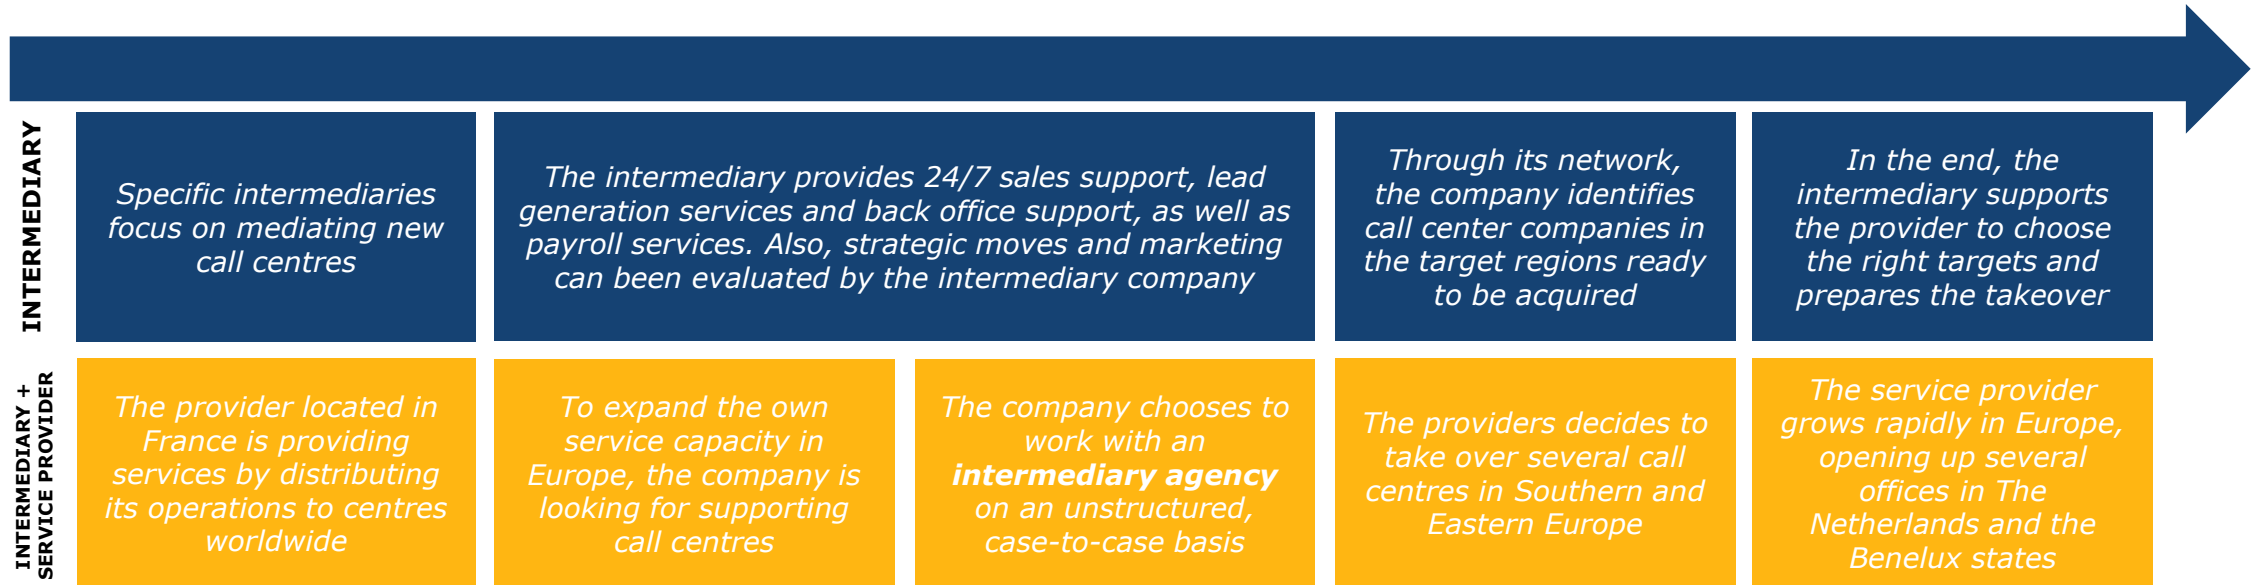 INTERMEDIARY
Specific intermediaries
focus on mediating new
call centres
The intermediary provides 24/7 sales support, lead
generation services and back office support, as well as
payroll services. Also, strategic moves and marketing
can been evaluated by the intermediary company
Through its network,
the company identifies
call center companies in
the target regions ready
to be acquired
In the end, the
intermediary supports
the provider to choose
the right targets and
prepares the takeover
INTERMEDIARY +
SERVICE PROVIDER
The provider located in
France is providing
services by distributing
its operations to centres
worldwide
To expand the own
service capacity in
Europe, the company is
looking for supporting
call centres
The company chooses to
work with an
intermediary agency
on an unstructured,
case-to-case basis
The providers decides to
take over several call
centres in Southern and
Eastern Europe
The service provider
grows rapidly in Europe,
opening up several
offices in The
Netherlands and the
Benelux states